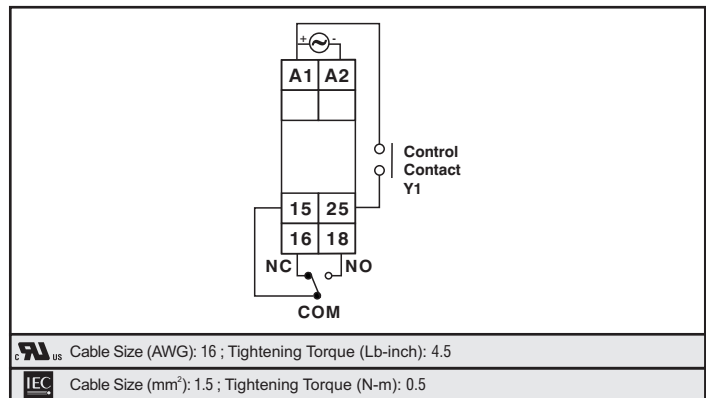 + -
A1 A2
Control
Contact
Y1
15 25
16 18
NC NO
COM
c RU us Cable Size (AWG): 16 ; Tightening Torque (Lb-inch): 4.5
IEC Cable Size (mm²): 1.5 ; Tightening Torque (N-m): 0.5